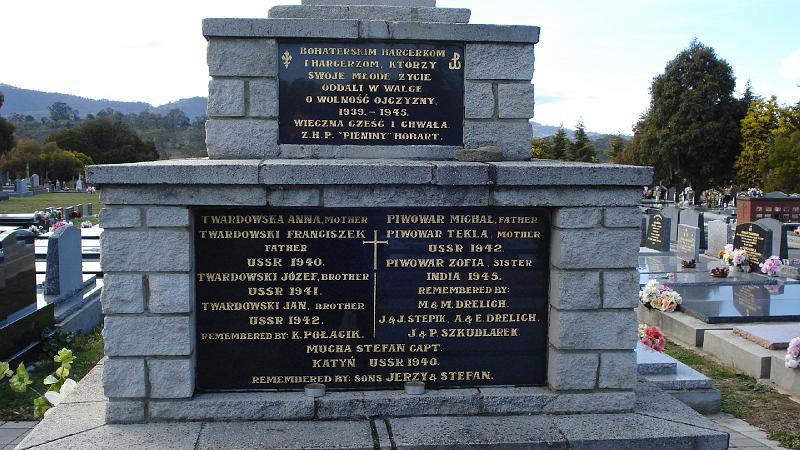 BOHATERSKIM HARCERKOM
I HARCERZOM, KTÓRZY
SWOJE MŁODE ŻYCIE
ODDALI W WALCE
O WOLNOŚĆ OJCZYZNY,
1939 - 1945.
WIECZNA CZEŚĆ I CHWAŁA.
Z.H.P. "PIENINY" HOBART.
TWARDOWSKA ANNA, MOTHER
TWARDOWSKI FRANCISZEK
FATHER
USSR 1940.
TWARDOWSKI JÓZEF, BROTHER
USSR 1941.
TWARDOWSKI JAN, BROTHER
USSR 1942.
REMEMBERED BY: K. POŁACIK.
PIWOWAR MICHAŁ, FATHER
PIWOWAR TEKLA, MOTHER
USSR 1942.
PIWOWAR ZOFIA, SISTER
INDIA 1945.
REMEMBERED BY:
M & M. DRELICH.
J. & J. STEPIK, A. & E. DRELICH.
J & P. SZKUDLAREK.
MUCHA STEFAN CAPT.
KATYŃ USSR 1940.
REMEMBERED BY: SONS JERZY & STEFAN.